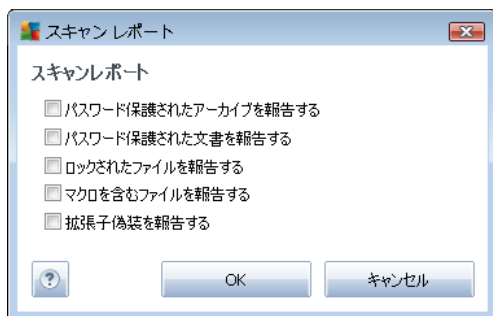 スキャン レポート
スキャンレポート
パスワード保護されたアーカイブを報告する
パスワード保護された文書を報告する
ロックされたファイルを報告する
マクロを含むファイルを報告する
拡張子偽装を報告する
? OK キャンセル